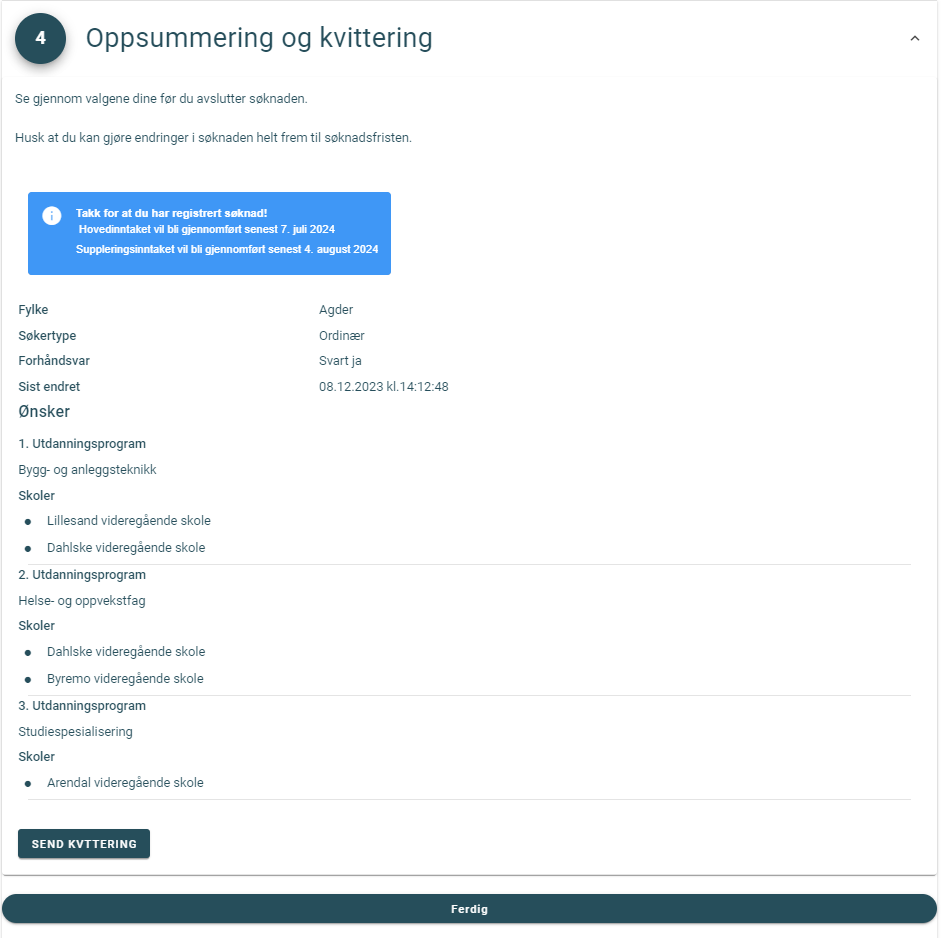 4
Oppsummering og kvittering
Se gjennom valgene dine før du avslutter søknaden.
Husk at du kan gjøre endringer i søknaden helt frem til søknadsfristen.
Takk for at du har registrert søknad!
Hovedinntaket vil bli gjennomført senest 7. juli 2024
Suppleringsinntaket vil bli gjennomført senest 4. august 2024
Fylke Agder
Søkertype Ordinær
Forhåndsvar Svart ja
Sist endret 08.12.2023 kl.14:12:48
Ønsker
1. Utdanningsprogram
Bygg- og anleggsteknikk
Skoler
● Lillesand videregående skole
● Dahlske videregående skole
2. Utdanningsprogram
Helse- og oppvekstfag
Skoler
● Dahlske videregående skole
● Byremo videregående skole
3. Utdanningsprogram
Studiespesialisering
Skoler
● Arendal videregående skole
SEND KVTTERING
Ferdig